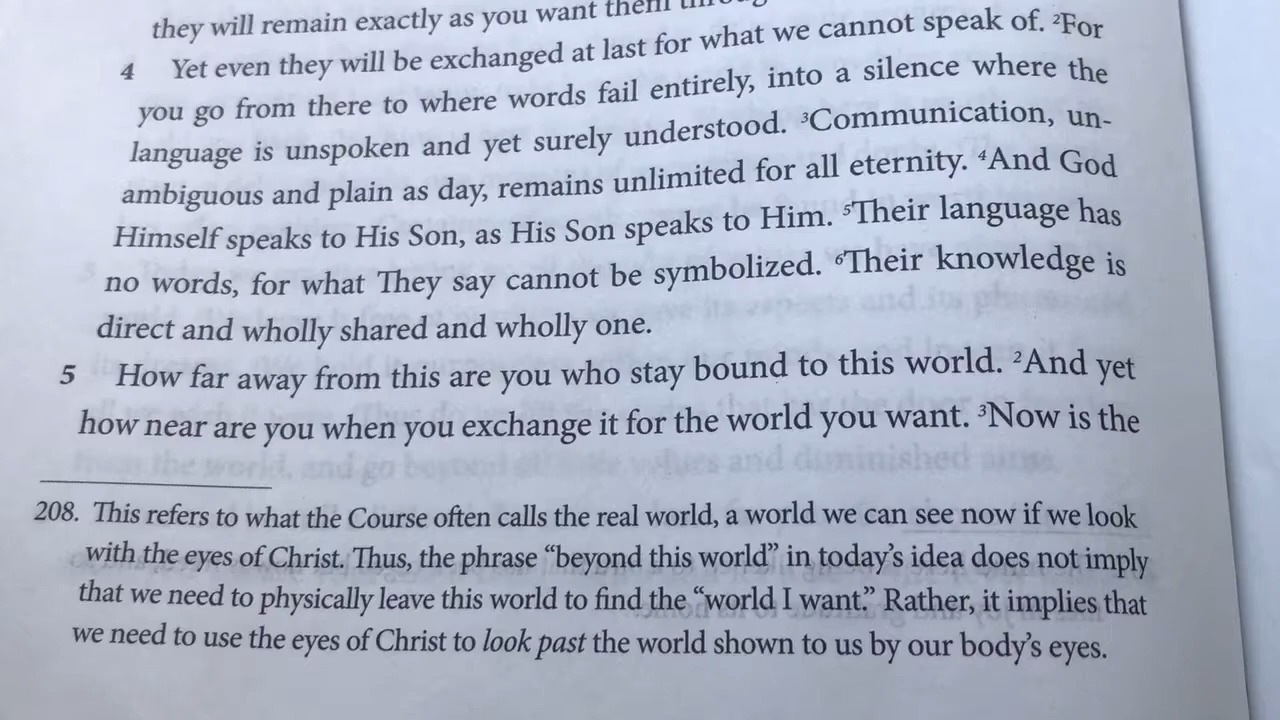 they will remain exactly as you want them
4 Yet even they will be exchanged at last for what we cannot speak of. ²For
you go from there to where words fail entirely, into a silence where the
language is unspoken and yet surely understood. ³Communication, un-
ambiguous and plain as day, remains unlimited for all eternity. ⁴And God
Himself speaks to His Son, as His Son speaks to Him. ⁵Their language has
no words, for what They say cannot be symbolized. ⁶Their knowledge is
direct and wholly shared and wholly one.
5 How far away from this are you who stay bound to this world. ²And yet
how near are you when you exchange it for the world you want. ³Now is the
208. This refers to what the Course often calls the real world, a world we can see now if we look
with the eyes of Christ. Thus, the phrase “beyond this world” in today’s idea does not imply
that we need to physically leave this world to find the “world I want.” Rather, it implies that
we need to use the eyes of Christ to look past the world shown to us by our body’s eyes.